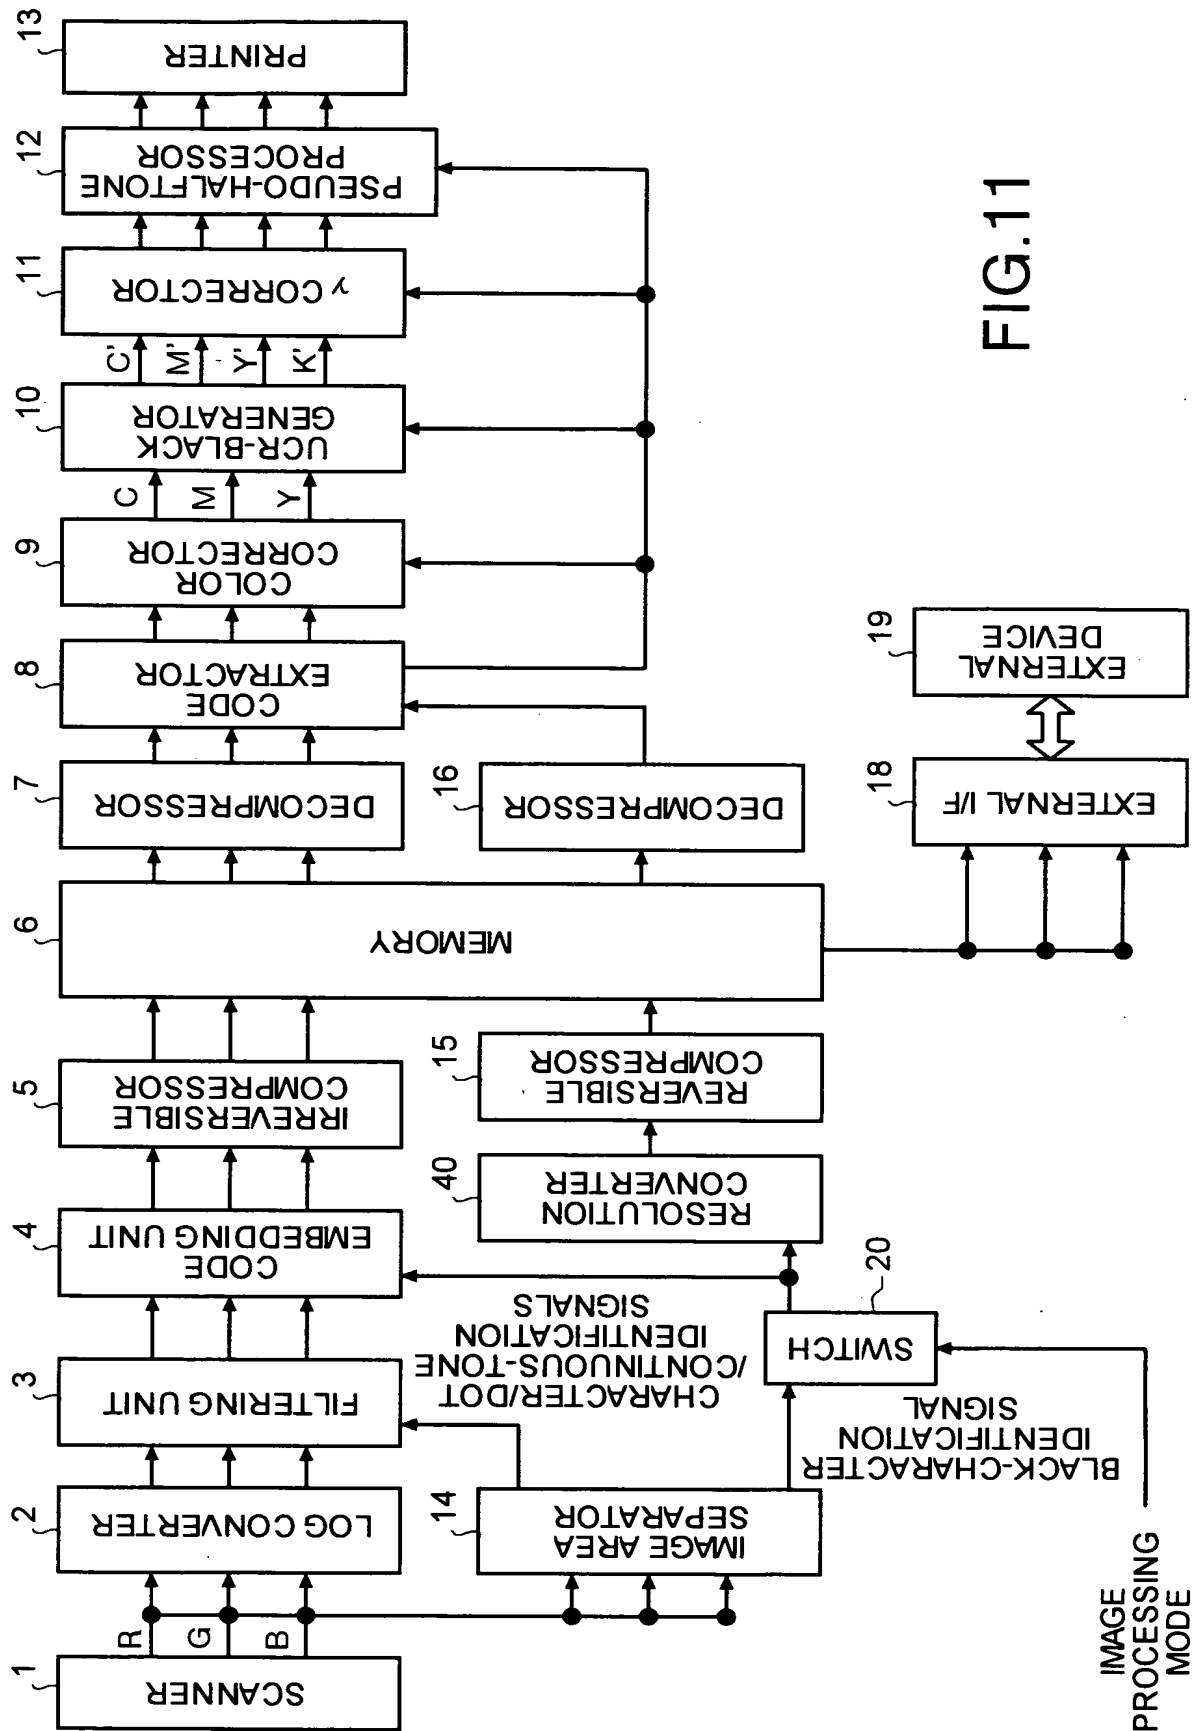 1
SCANNER
R
G
B
2
LOG CONVERTER
3
FILTERING UNIT
4
CODE
EMBEDDING UNIT
5
IRREVERSIBLE
COMPRESSOR
6
MEMORY
7
DECOMPRESSOR
8
CODE
EXTRACTOR
9
COLOR
CORRECTOR
C
M
Y
10
UCR-BLACK
GENERATOR
C'
M'
Y'
K'
11
γ CORRECTOR
12
PSEUDO-HALFTONE
PROCESSOR
13
PRINTER
14
IMAGE AREA
SEPARATOR
CHARACTER/DOT
/CONTINUOUS-TONE
IDENTIFICATION
SIGNALS
BLACK-CHARACTER
IDENTIFICATION
SIGNAL
SWITCH
20
40
RESOLUTION
CONVERTER
15
REVERSIBLE
COMPRESSOR
16
DECOMPRESSOR
18
EXTERNAL I/F
19
EXTERNAL
DEVICE
IMAGE
PROCESSING
MODE
FIG.11